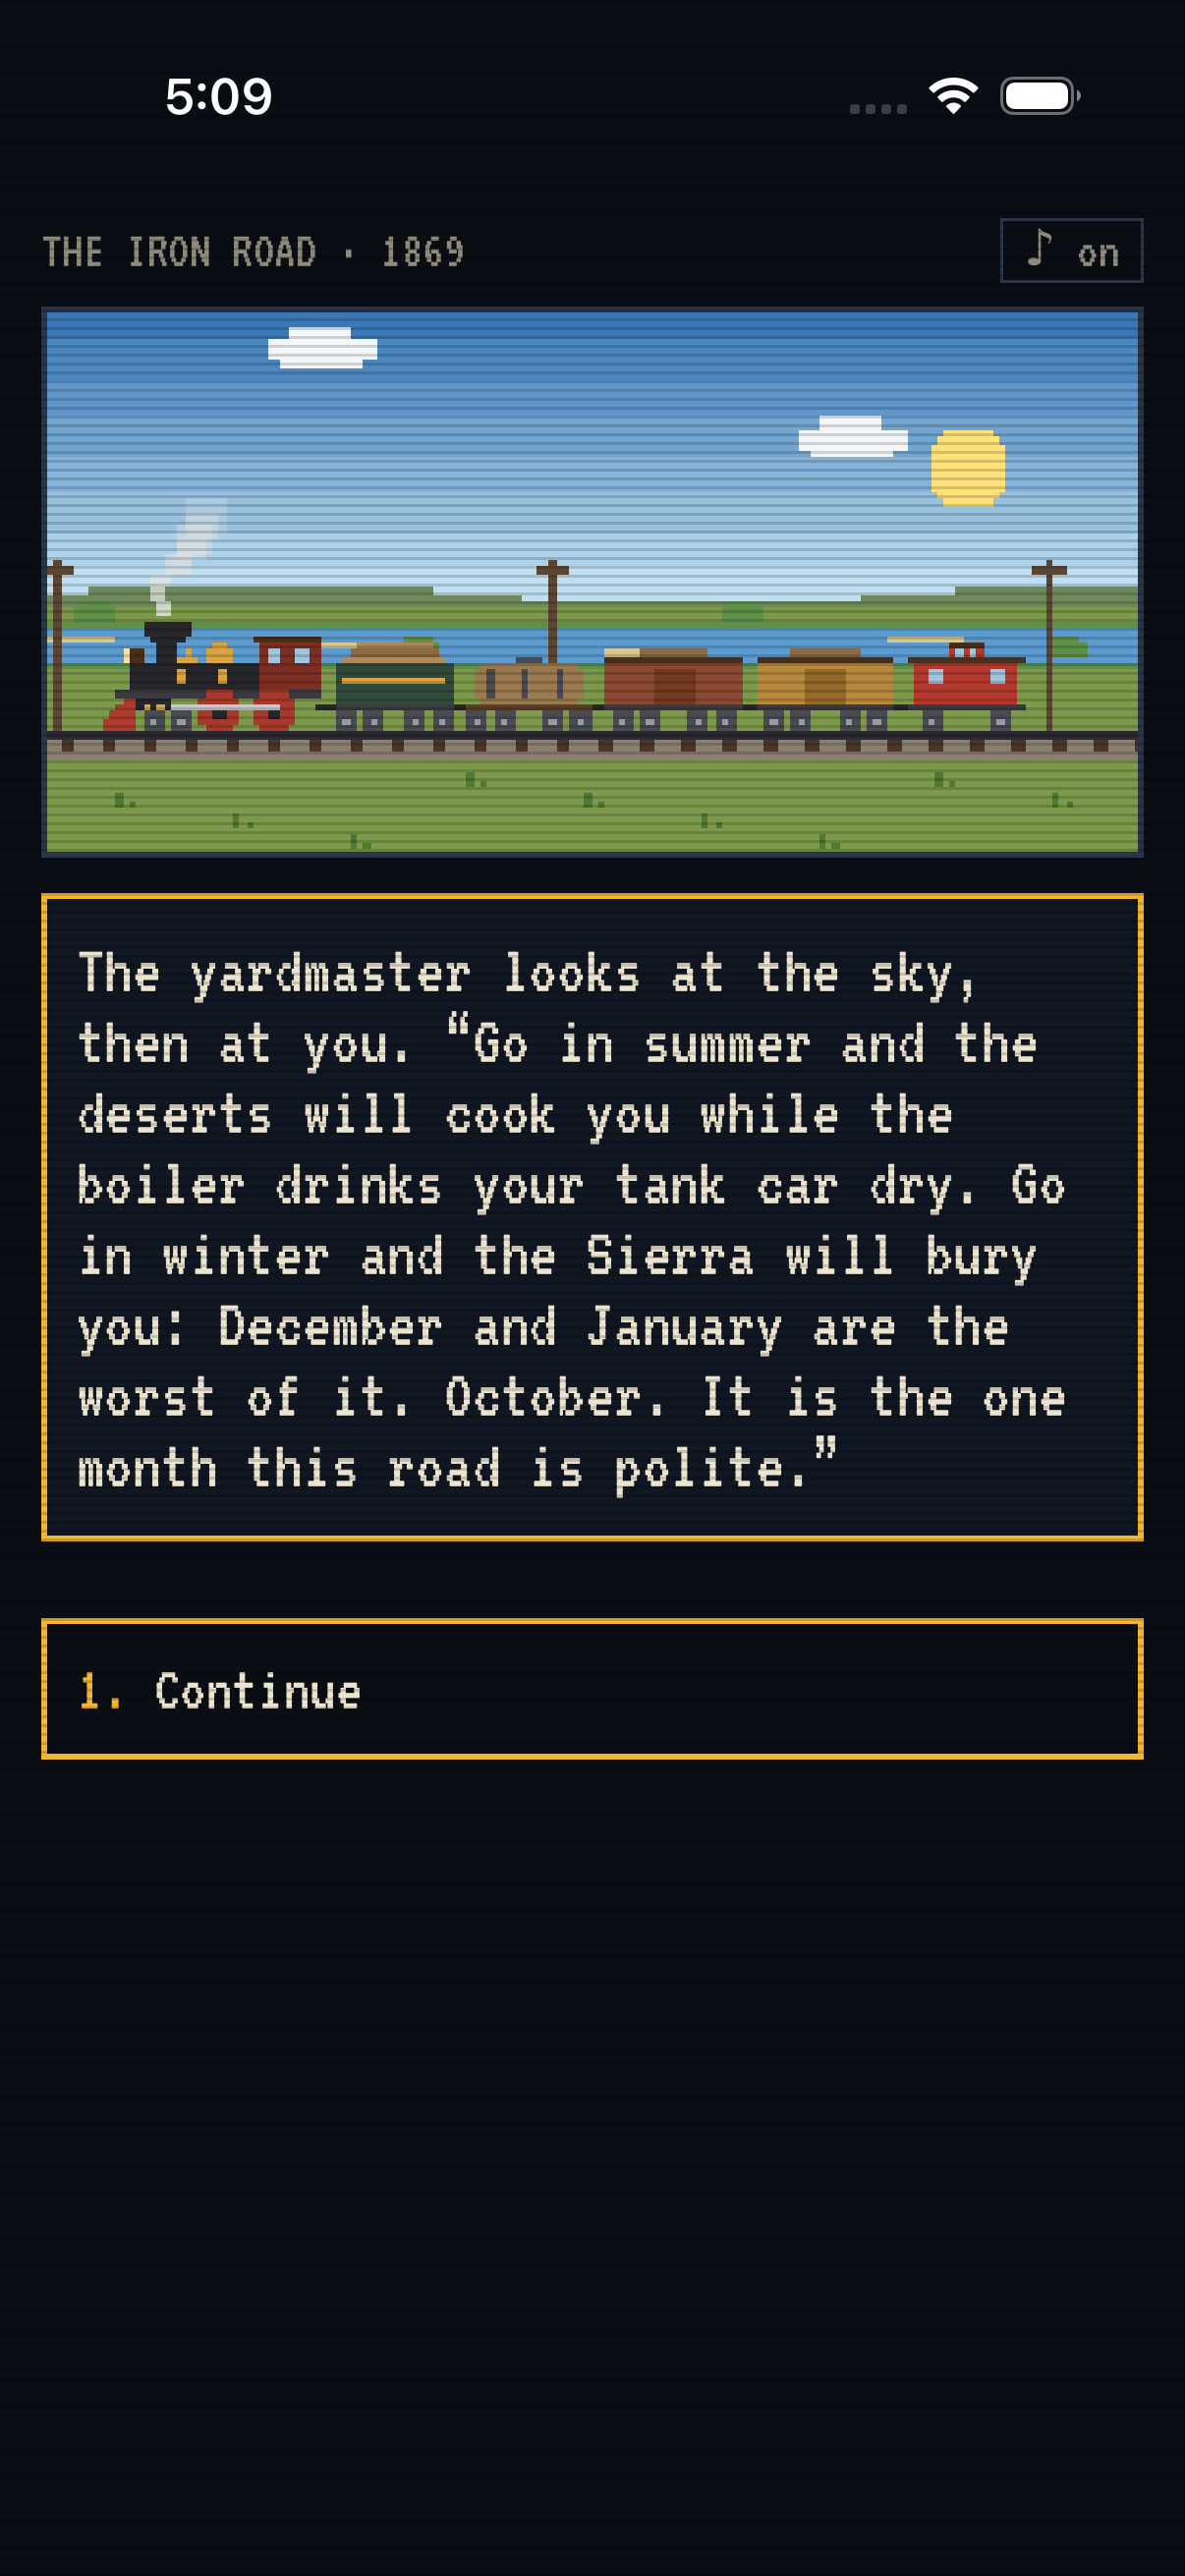 5:09
THE IRON ROAD · 1869
♪ on
The yardmaster looks at the sky,
then at you. “Go in summer and the
deserts will cook you while the
boiler drinks your tank car dry. Go
in winter and the Sierra will bury
you: December and January are the
worst of it. October. It is the one
month this road is polite.”
1. Continue